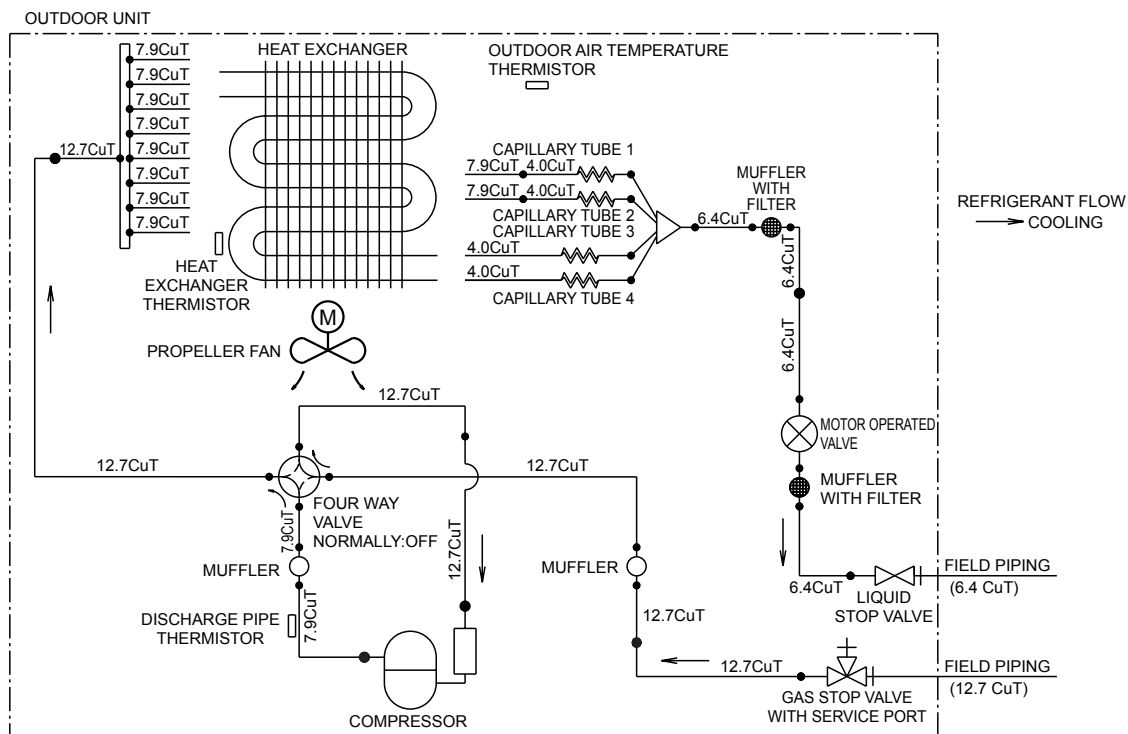 OUTDOOR UNIT
7.9CuT
7.9CuT
7.9CuT
7.9CuT
7.9CuT
7.9CuT
7.9CuT
7.9CuT
12.7CuT
HEAT EXCHANGER
OUTDOOR AIR TEMPERATURE
THERMISTOR
CAPILLARY TUBE 1
7.9CuT
4.0CuT
7.9CuT
4.0CuT
CAPILLARY TUBE 2
CAPILLARY TUBE 3
4.0CuT
4.0CuT
CAPILLARY TUBE 4
6.4CuT
MUFFLER
WITH
FILTER
6.4CuT
6.4CuT
REFRIGERANT FLOW
COOLING
HEAT
EXCHANGER
THERMISTOR
M
PROPELLER FAN
12.7CuT
12.7CuT
12.7CuT
MOTOR OPERATED
VALVE
MUFFLER
WITH FILTER
FOUR WAY
VALVE
NORMALLY:OFF
7.9CuT
12.7CuT
MUFFLER
MUFFLER
6.4CuT
LIQUID
STOP VALVE
FIELD PIPING
(6.4 CuT)
DISCHARGE PIPE
THERMISTOR
7.9CuT
12.7CuT
COMPRESSOR
12.7CuT
GAS STOP VALVE
WITH SERVICE PORT
FIELD PIPING
(12.7 CuT)